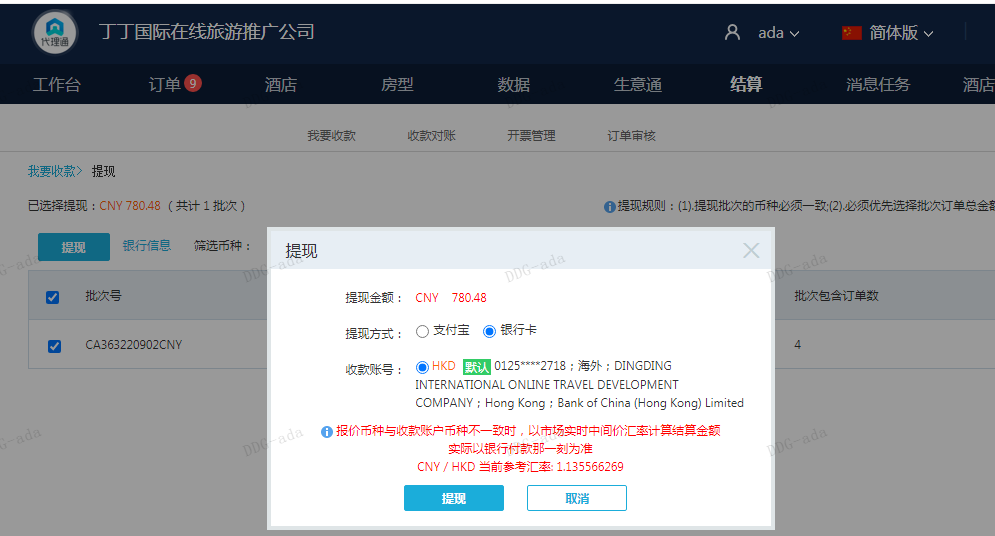 代理通
丁丁国际在线旅游推广公司
ada
简体版
工作台 订单 9 酒店 房型 数据 生意通 结算 消息任务 酒店
我要收款 收款对账 开票管理 订单审核
我要收款> 提现
已选择提现：CNY 780.48 （共计 1 批次）
提现规则：(1).提现批次的币种必须一致;(2).必须优先选择批次订单总金额
提现 银行信息 筛选币种：
批次号 批次包含订单数
CA363220902CNY 4
提现
提现金额： CNY 780.48
提现方式： 支付宝 银行卡
收款账号： HKD 默认 0125****2718；海外；DINGDING
INTERNATIONAL ONLINE TRAVEL DEVELOPMENT
COMPANY；Hong Kong；Bank of China (Hong Kong) Limited
报价币种与收款账户币种不一致时，以市场实时中间价汇率计算结算金额
实际以银行付款那一刻为准
CNY / HKD 当前参考汇率: 1.135566269
提现 取消
DDG-ada
DDG-ada
DDG-ada
DDG-ada
G-ada
G-ada